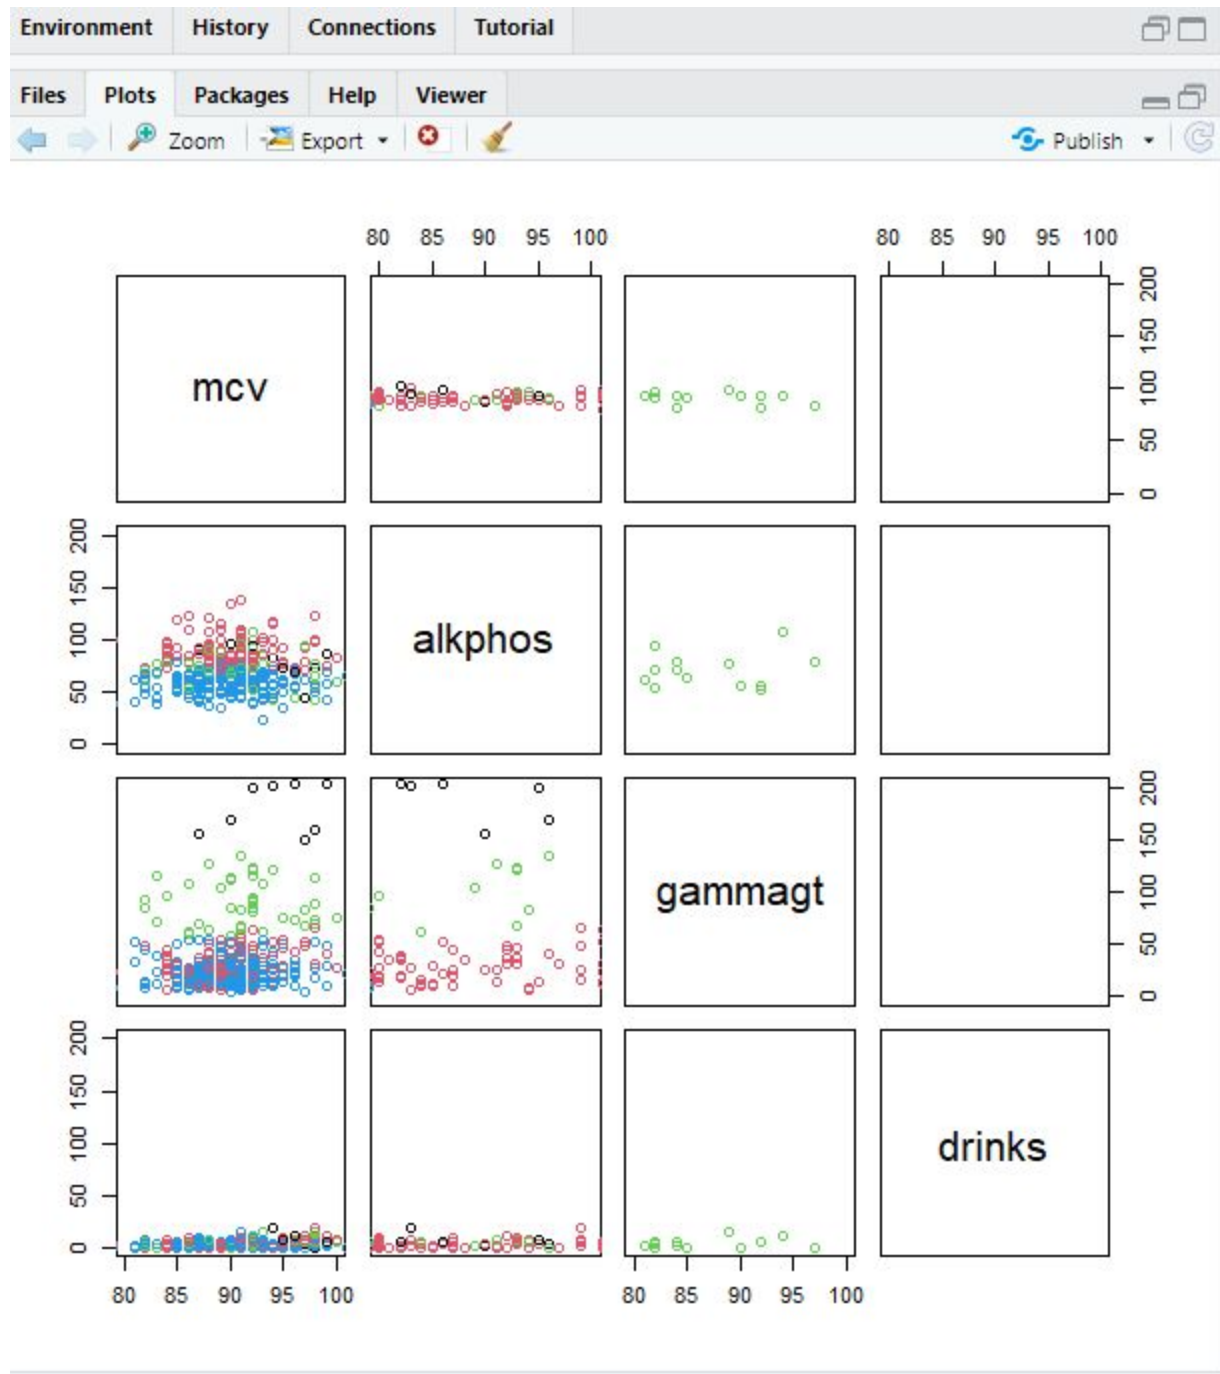 Environment History Connections Tutorial
Files Plots Packages Help Viewer
Zoom Export Publish
80 85 90 95 100 80 85 90 95 100
mcv
0 50 100 150 200
0 50 100 150 200
alkphos
gammagt
0 50 100 150 200
0 50 100 150 200
drinks
80 85 90 95 100 80 85 90 95 100